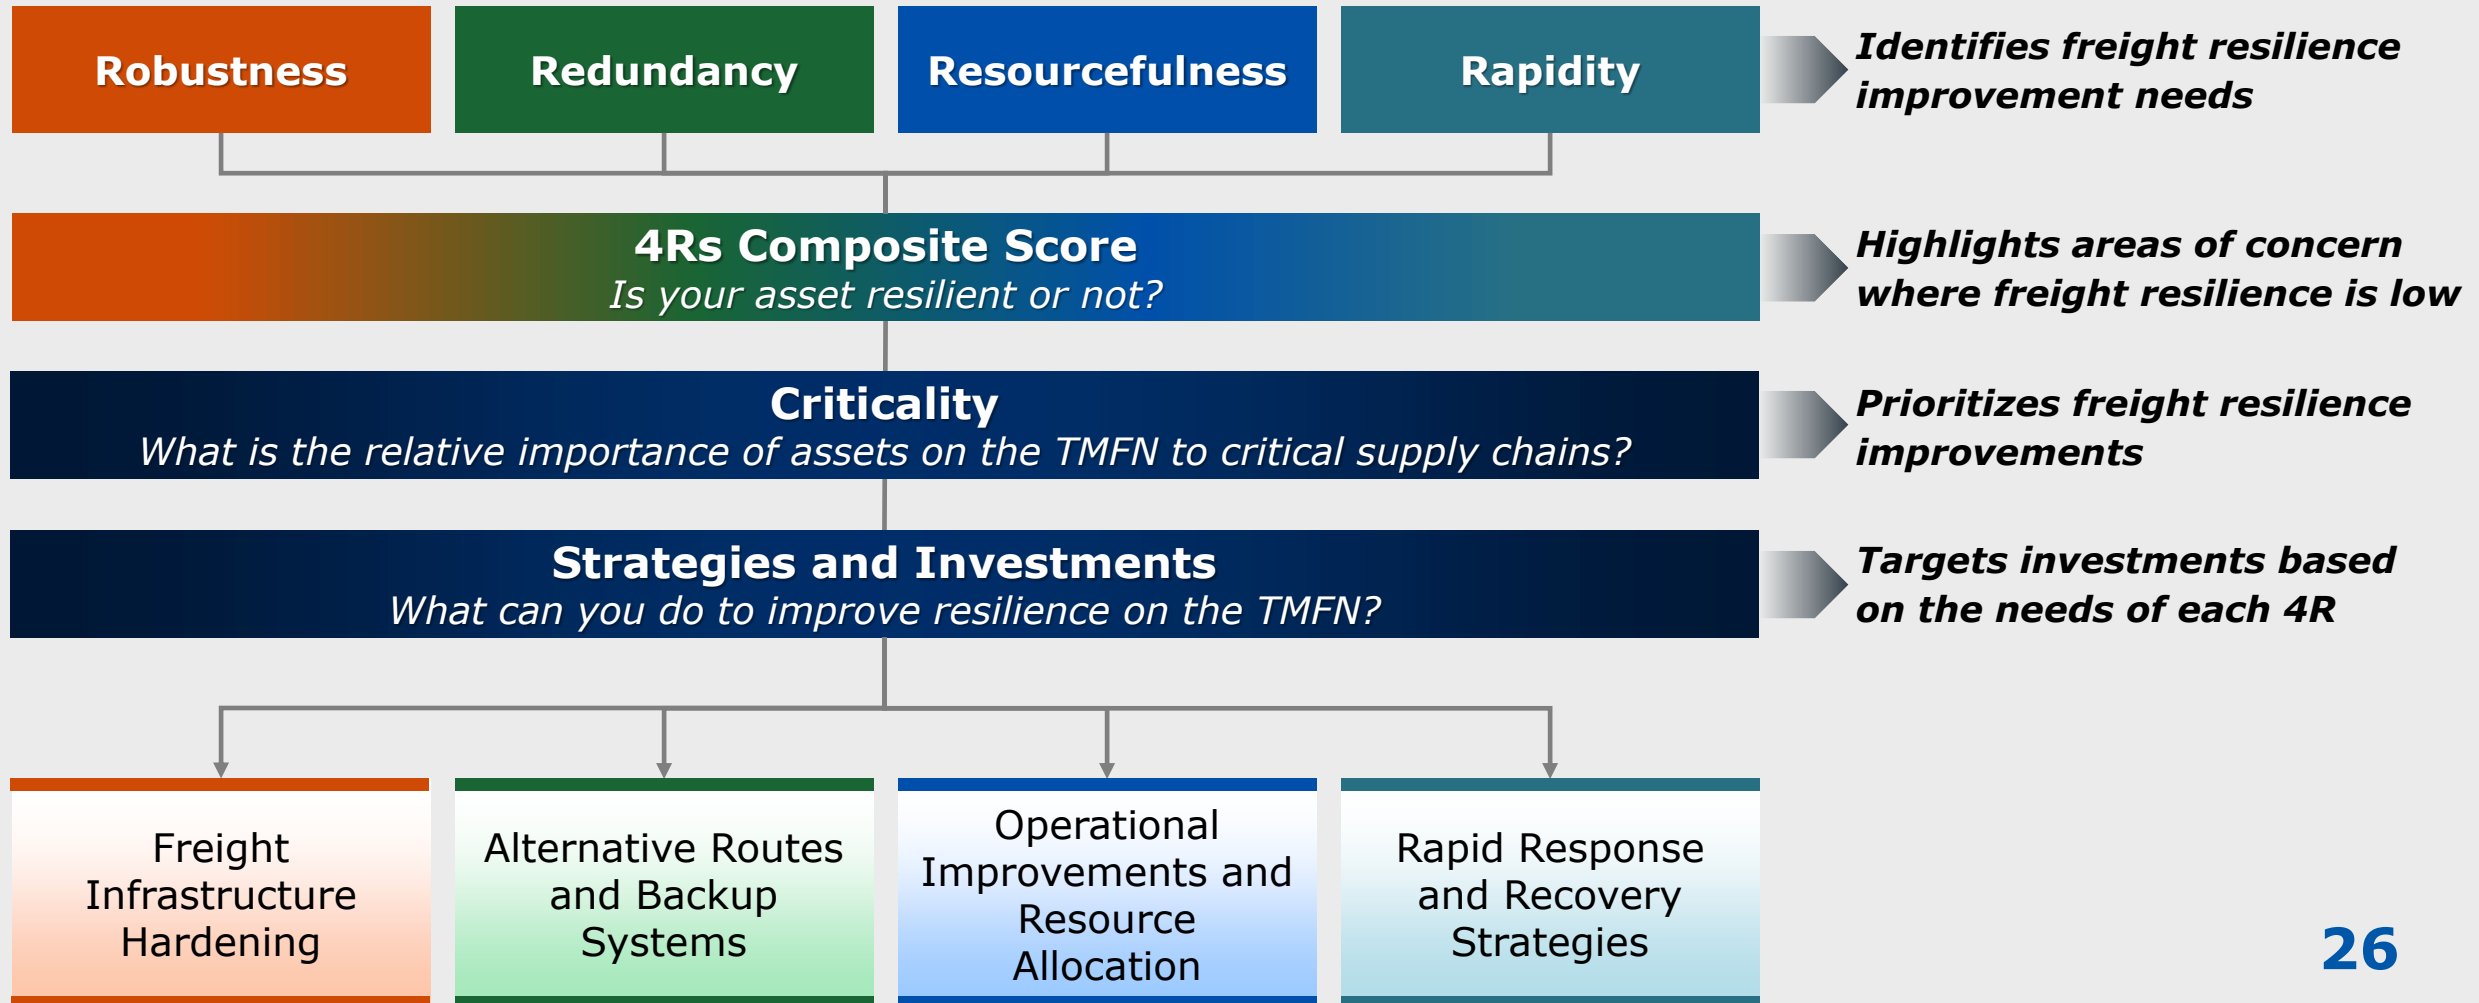 Robustness
Redundancy
Resourcefulness
Rapidity
Identifies freight resilience
improvement needs
4Rs Composite Score
Is your asset resilient or not?
Highlights areas of concern
where freight resilience is low
Criticality
What is the relative importance of assets on the TMFN to critical supply chains?
Prioritizes freight resilience
improvements
Strategies and Investments
What can you do to improve resilience on the TMFN?
Targets investments based
on the needs of each 4R
Freight
Infrastructure
Hardening
Alternative Routes
and Backup
Systems
Operational
Improvements and
Resource
Allocation
Rapid Response
and Recovery
Strategies
26